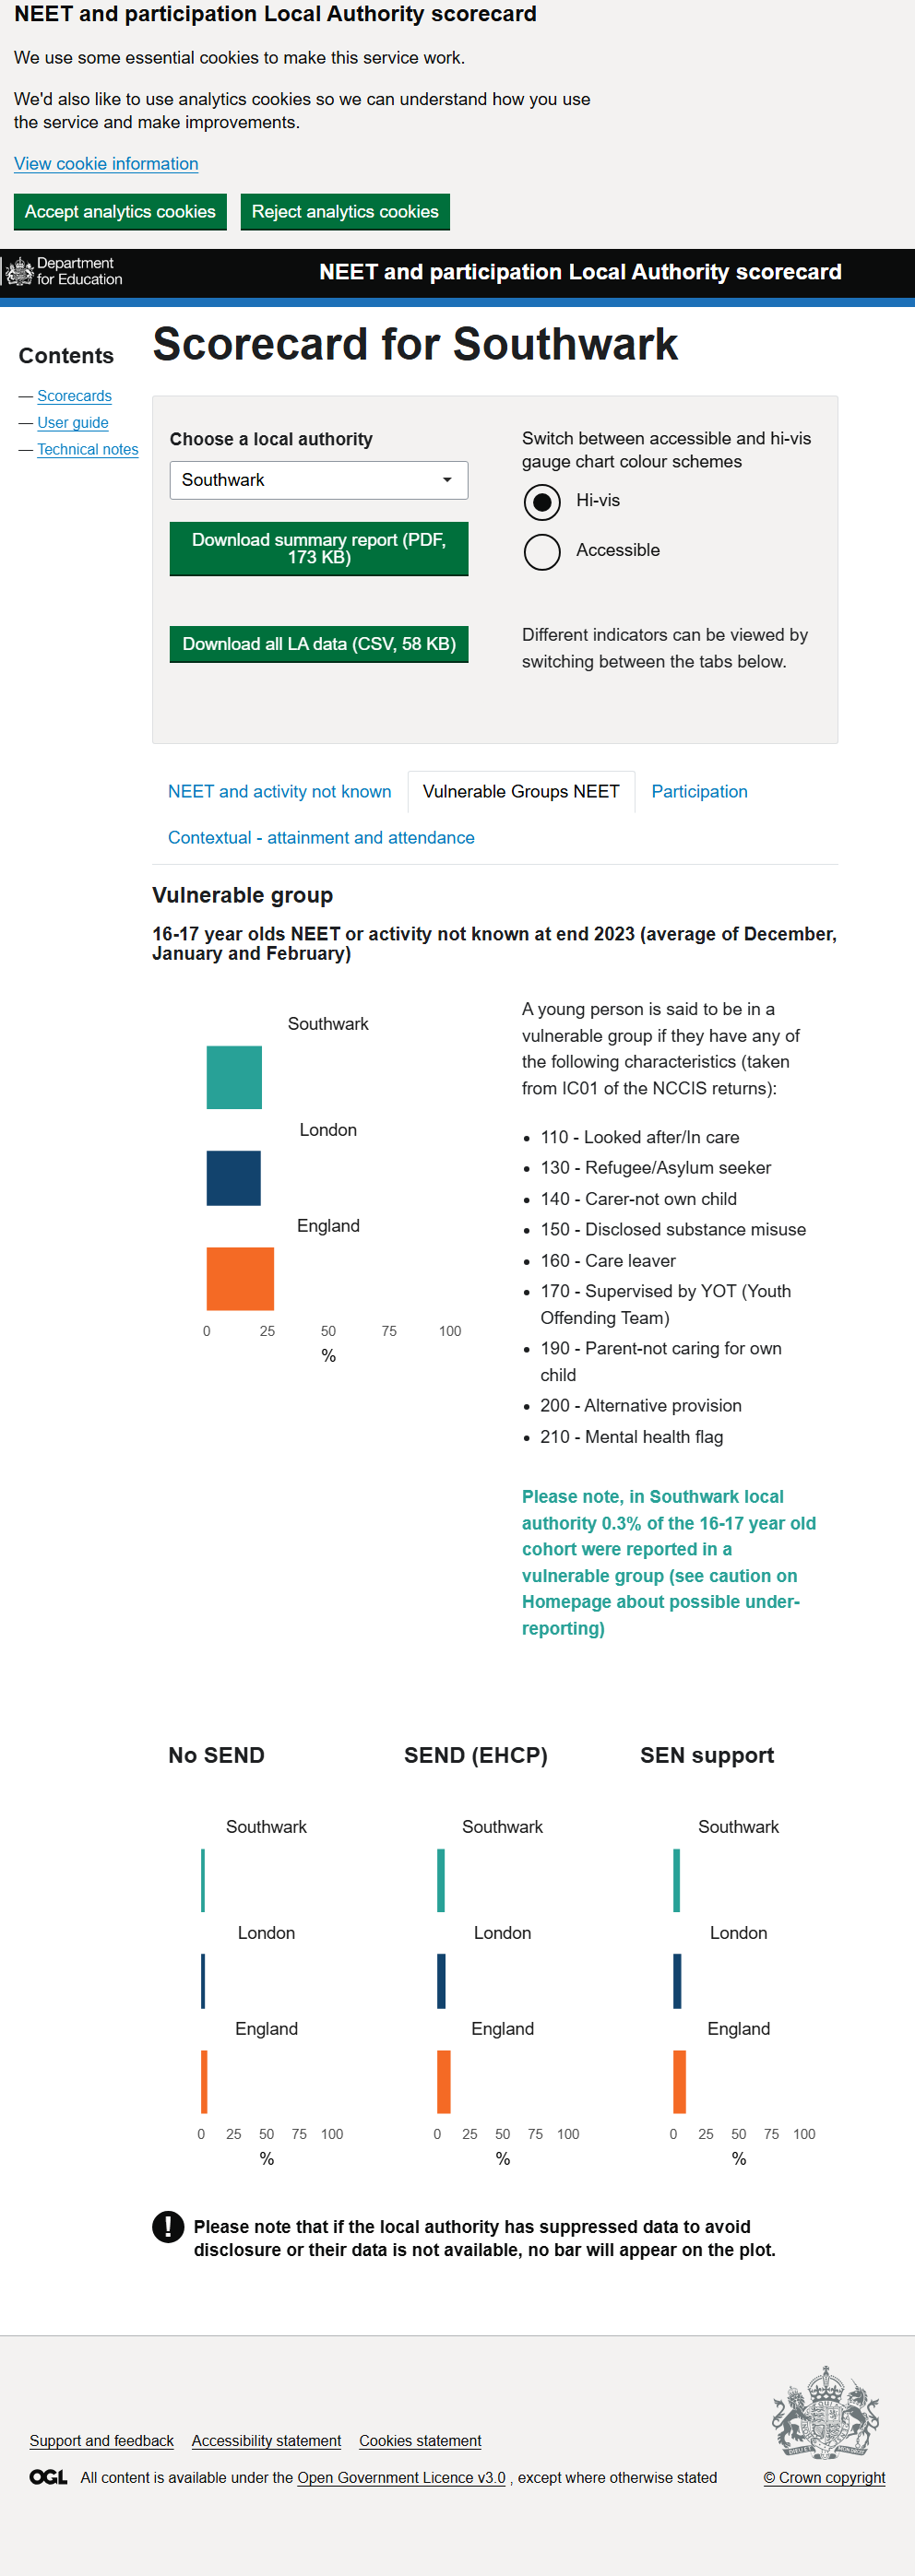 NEET and participation Local Authority scorecard
We use some essential cookies to make this service work.
We'd also like to use analytics cookies so we can understand how you use
the service and make improvements.
View cookie information
Accept analytics cookies Reject analytics cookies
Department
for Education
NEET and participation Local Authority scorecard
Contents
— Scorecards
— User guide
— Technical notes
Scorecard for Southwark
Choose a local authority
Southwark
Download summary report (PDF,
173 KB)
Download all LA data (CSV, 58 KB)
Switch between accessible and hi-vis
gauge chart colour schemes
Hi-vis
Accessible
Different indicators can be viewed by
switching between the tabs below.
NEET and activity not known Vulnerable Groups NEET Participation
Contextual - attainment and attendance
Vulnerable group
16-17 year olds NEET or activity not known at end 2023 (average of December,
January and February)
Southwark
London
England
0 25 50 75 100
%
A young person is said to be in a
vulnerable group if they have any of
the following characteristics (taken
from IC01 of the NCCIS returns):
• 110 - Looked after/In care
• 130 - Refugee/Asylum seeker
• 140 - Carer-not own child
• 150 - Disclosed substance misuse
• 160 - Care leaver
• 170 - Supervised by YOT (Youth
Offending Team)
• 190 - Parent-not caring for own
child
• 200 - Alternative provision
• 210 - Mental health flag
Please note, in Southwark local
authority 0.3% of the 16-17 year old
cohort were reported in a
vulnerable group (see caution on
Homepage about possible under-
reporting)
No SEND
Southwark
London
England
0 25 50 75 100
%
SEND (EHCP)
Southwark
London
England
0 25 50 75 100
%
SEN support
Southwark
London
England
0 25 50 75 100
%
! Please note that if the local authority has suppressed data to avoid
disclosure or their data is not available, no bar will appear on the plot.
Support and feedback Accessibility statement Cookies statement
OGL All content is available under the Open Government Licence v3.0 , except where otherwise stated
© Crown copyright